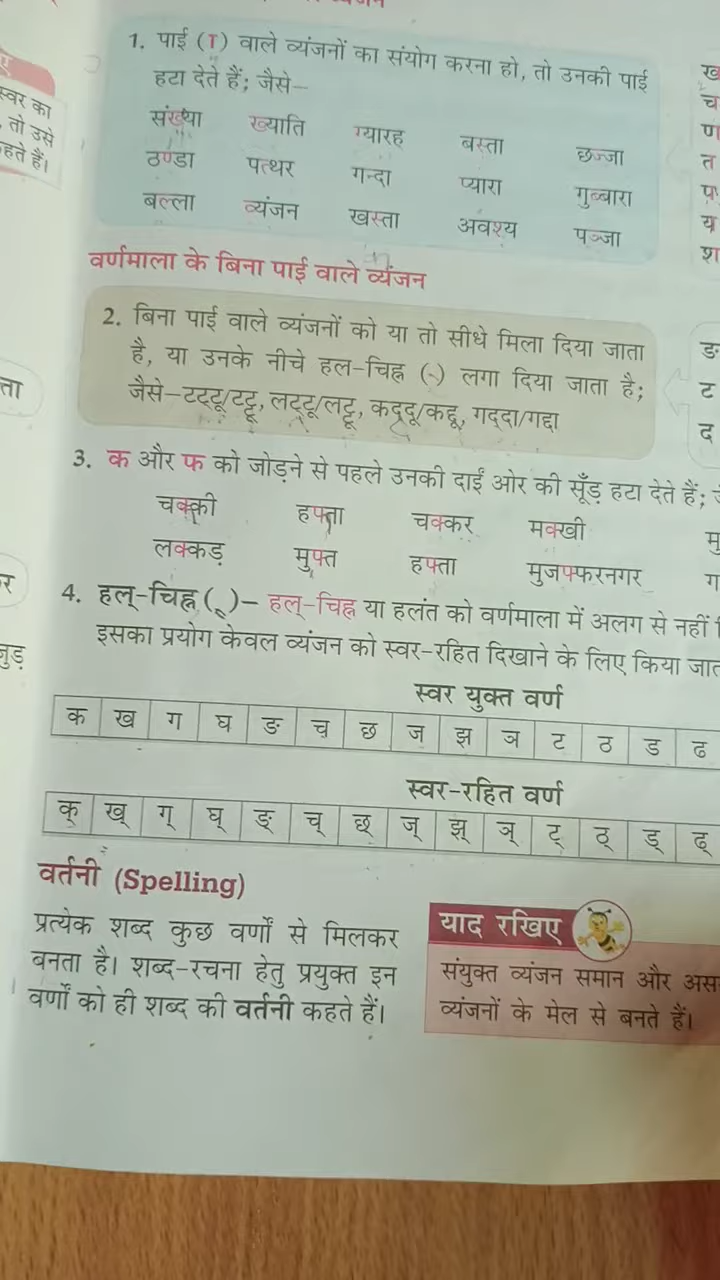 1. पाई (ा) वाले व्यंजनों का संयोग करना हो, तो उनकी पाई
हटा देते हैं; जैसे—
संख्या ख्याति ग्यारह बस्ता छज्जा
ठण्डा पत्थर गन्दा प्यारा गुब्बारा
बल्ला व्यंजन खस्ता अवश्य पञ्जा
स्वर का
तो उसे
कहते हैं।
वर्णमाला के बिना पाई वाले व्यंजन
2. बिना पाई वाले व्यंजनों को या तो सीधे मिला दिया जाता
है, या उनके नीचे हल-चिह्न (्) लगा दिया जाता है;
जैसे—टट्‌टू/टट्टू, लट्‌टू/लट्टू, कद्‌दू/कद्दू, गद्‌दा/गद्दा
ख
च
ण
त
य
श
ङ
ट
द
3. क और फ को जोड़ने से पहले उनकी दाईं ओर की सूँड़ हटा देते हैं;
चक्की हफ्ता चक्कर मक्खी मु
लक्कड़ मुफ्त हफ्ता मुजफ्फरनगर ग
4. हल्-चिह्न (्)– हल्-चिह्न या हलंत को वर्णमाला में अलग से नहीं
इसका प्रयोग केवल व्यंजन को स्वर-रहित दिखाने के लिए किया जात
स्वर युक्त वर्ण
क ख ग घ ङ च छ ज झ ञ ट ठ ड ढ
स्वर-रहित वर्ण
क् ख् ग् घ् ङ् च् छ् ज् झ् ञ् ट् ठ् ड् ढ्
वर्तनी (Spelling)
प्रत्येक शब्द कुछ वर्णों से मिलकर
बनता है। शब्द-रचना हेतु प्रयुक्त इन
वर्णों को ही शब्द की वर्तनी कहते हैं।
याद रखिए
संयुक्त व्यंजन समान और अस
व्यंजनों के मेल से बनते हैं।